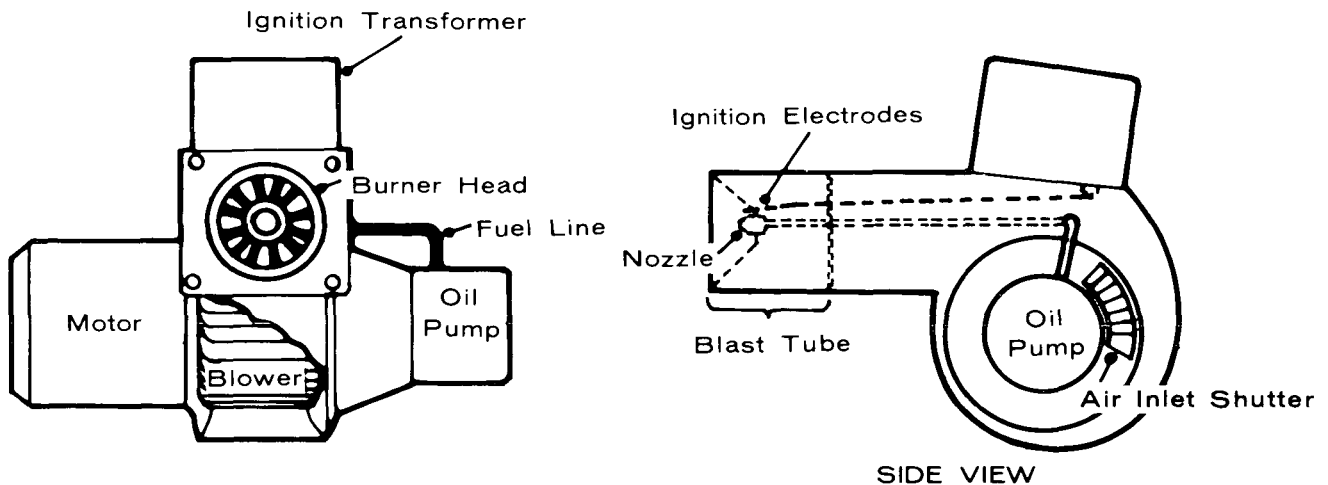 Ignition Transformer
Burner Head
Fuel Line
Motor
Oil
Pump
Blower
Ignition Electrodes
Nozzle
Blast Tube
Oil
Pump
Air Inlet Shutter
SIDE VIEW